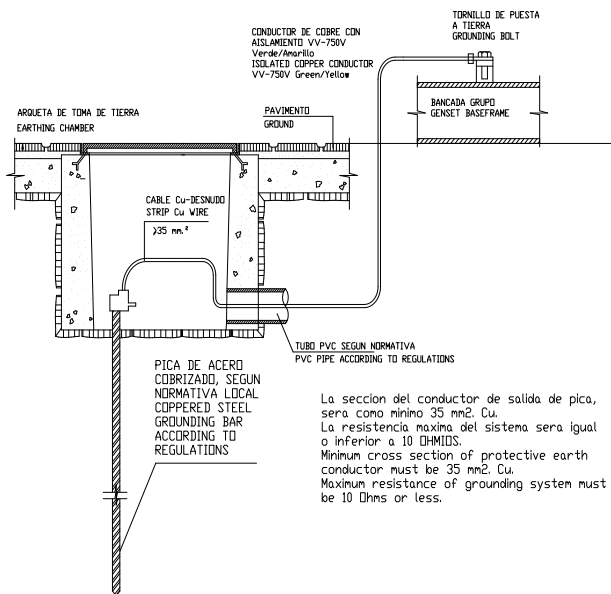 TORNILLO DE PUESTA
A TIERRA
GROUNDING BOLT
CONDUCTOR DE COBRE CON
AISLAMIENTO VV-750V
Verde/Amarillo
ISOLATED COPPER CONDUCTOR
VV-750V Green/Yellow
BANCADA GRUPO
GENSET BASEFRAME
ARQUETA DE TOMA DE TIERRA
EARTHING CHAMBER
PAVIMENTO
GROUND
CABLE Cu-DESNUDO
STRIP Cu WIRE
>35 mm.²
TUBO PVC SEGUN NORMATIVA
PVC PIPE ACCORDING TO REGULATIONS
PICA DE ACERO
COBRIZADO, SEGUN
NORMATIVA LOCAL
COPPERED STEEL
GROUNDING BAR
ACCORDING TO
REGULATIONS
La seccion del conductor de salida de pica,
sera como minimo 35 mm2. Cu.
La resistencia maxima del sistema sera igual
o inferior a 10 OHMIOS.
Minimum cross section of protective earth
conductor must be 35 mm2. Cu.
Maximum resistance of grounding system must
be 10 Ohms or less.